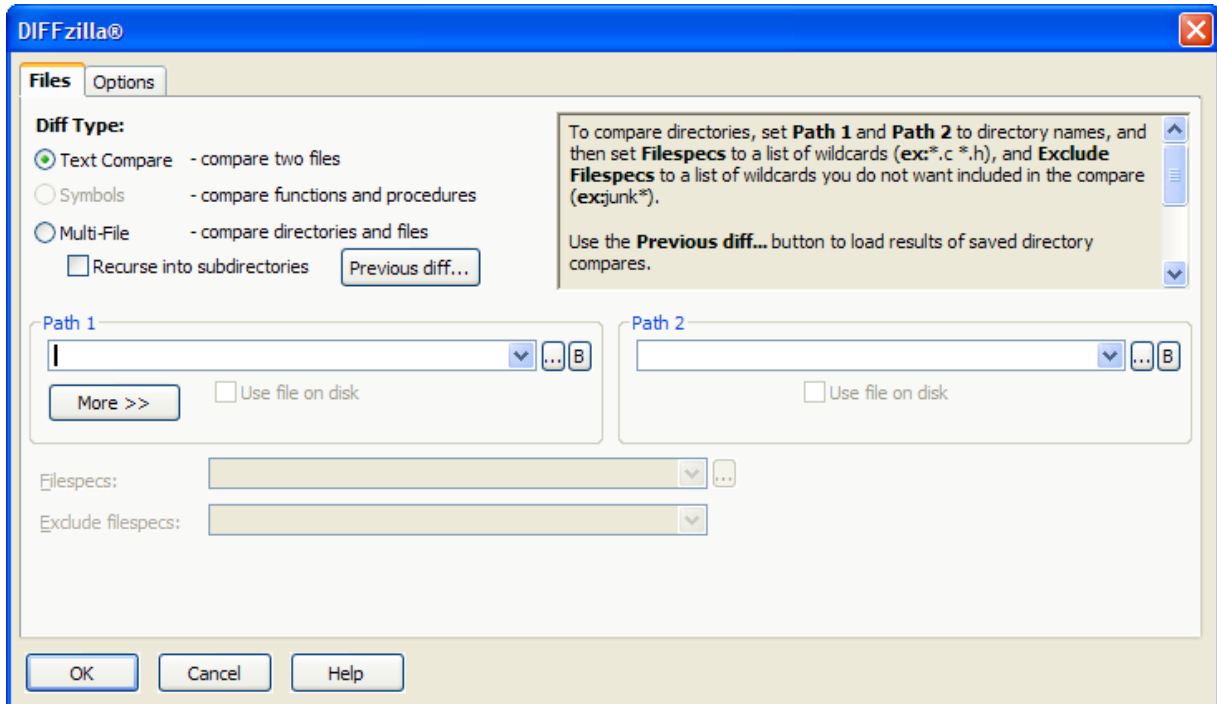 DIFFzilla®
Files Options
Diff Type:
Text Compare - compare two files
Symbols - compare functions and procedures
Multi-File - compare directories and files
Recurse into subdirectories Previous diff...
To compare directories, set Path 1 and Path 2 to directory names, and
then set Filespecs to a list of wildcards (ex:*.c *.h), and Exclude
Filespecs to a list of wildcards you do not want included in the compare
(ex:junk*).
Use the Previous diff... button to load results of saved directory
compares.
Path 1
... B
More >> Use file on disk
Path 2
... B
Use file on disk
Filespecs: ...
Exclude filespecs:
OK Cancel Help